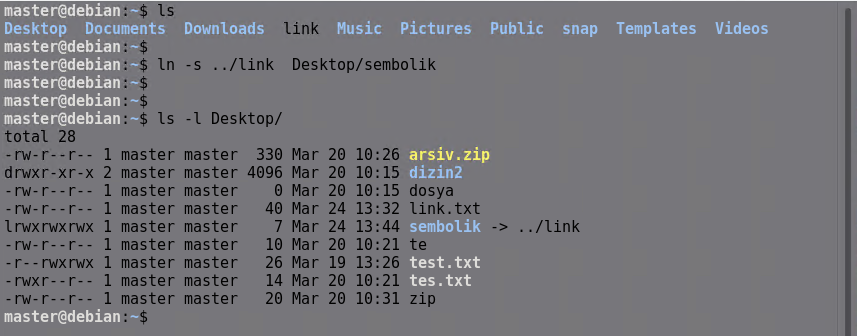 master@debian:~$ ls
Desktop  Documents  Downloads  link  Music  Pictures  Public  snap  Templates  Videos
master@debian:~$
master@debian:~$ ln -s ../link  Desktop/sembolik
master@debian:~$
master@debian:~$
master@debian:~$ ls -l Desktop/
total 28
-rw-r--r-- 1 master master  330 Mar 20 10:26 arsiv.zip
drwxr-xr-x 2 master master 4096 Mar 20 10:15 dizin2
-rw-r--r-- 1 master master    0 Mar 20 10:15 dosya
-rw-r--r-- 1 master master   40 Mar 24 13:32 link.txt
lrwxrwxrwx 1 master master    7 Mar 24 13:44 sembolik -> ../link
-rw-r--r-- 1 master master   10 Mar 20 10:21 te
-r--rwxrwx 1 master master   26 Mar 19 13:26 test.txt
-rwxr--r-- 1 master master   14 Mar 20 10:21 tes.txt
-rw-r--r-- 1 master master   20 Mar 20 10:31 zip
master@debian:~$